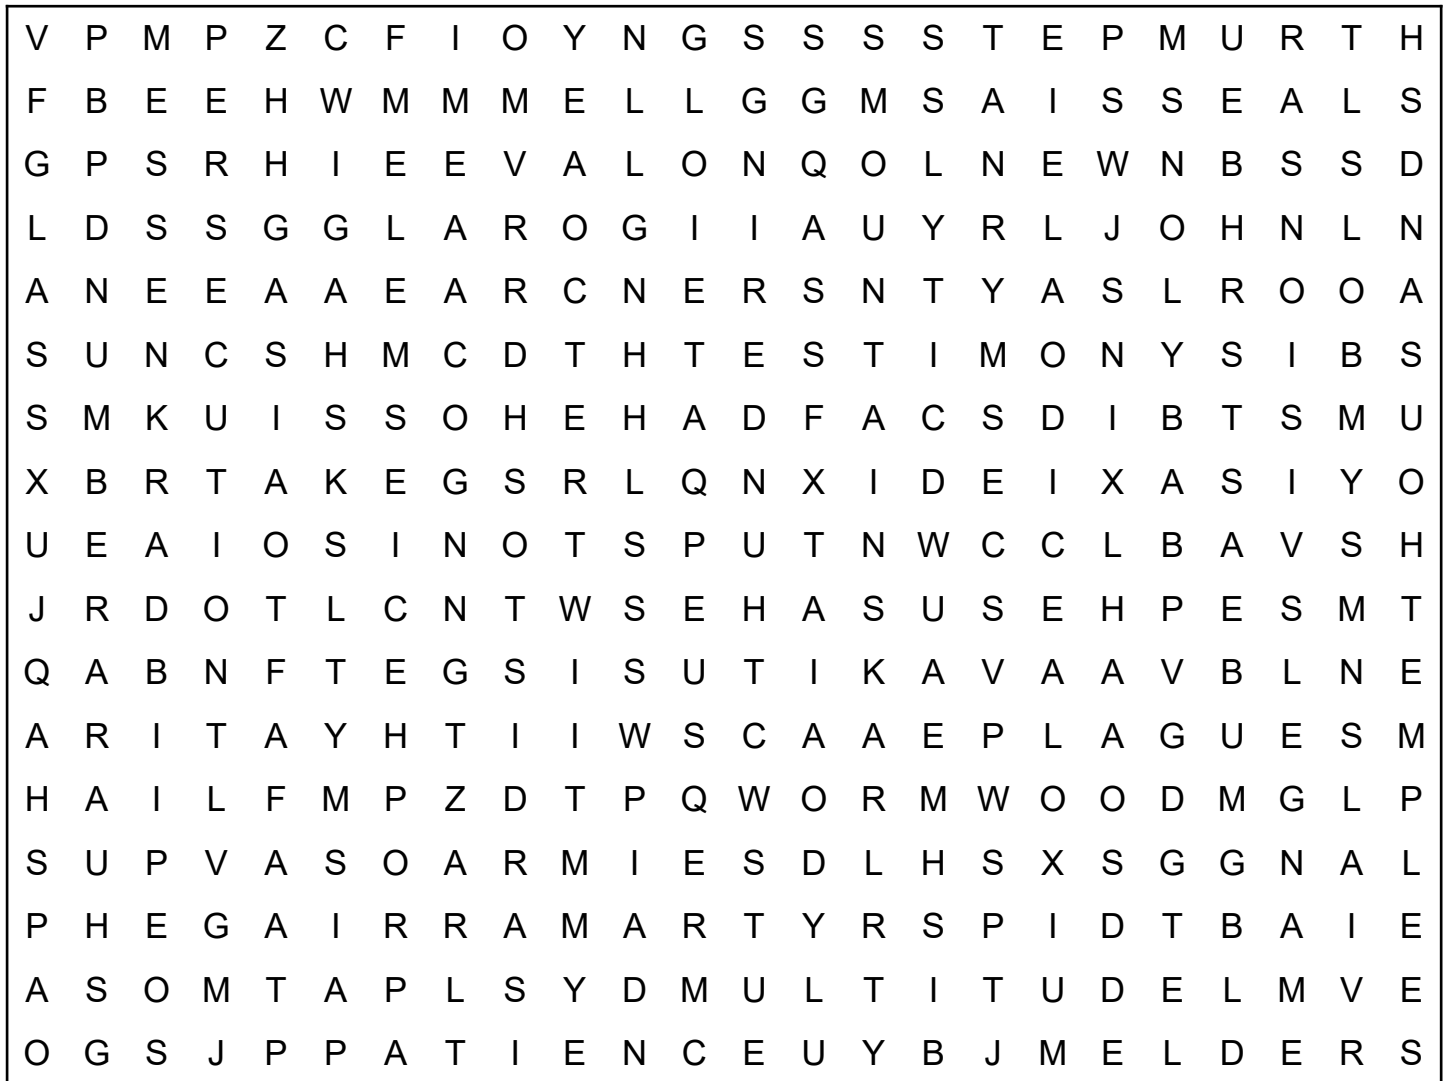 V P M P Z C F I O Y N G S S S S T E P M U R T H
F B E E H W M M M E L L G G M S A I S S E A L S
G P S R H I E E V A L O N Q O L N E W N B S S D
L D S S G G L A R O G I I A U Y R L J O H N L N
A N E E A A E A R C N E R S N T Y A S L R O O A
S U N C S H M C D T H T E S T I M O N Y S I B S
S M K U I S S O H E H A D F A C S D I B T S M U
X B R T A K E G S R L Q N X I D E I X A S I Y O
U E A I O S I N O T S P U T N W C C L B A V S H
J R D O T L C N T W S E H A S U S E H P E S M T
Q A B N F T E G S I S U T I K A V A A V B L N E
A R I T A Y H T I I W S C A A E P L A G U E S M
H A I L F M P Z D T P Q W O R M W O O D M G L P
S U P V A S O A R M I E S D L H S X S G G N A L
P H E G A I R R A M A R T Y R S P I D T B A I E
A S O M T A P L S Y D M U L T I T U D E L M V E
O G S J P P A T I E N C E U Y B J M E L D E R S